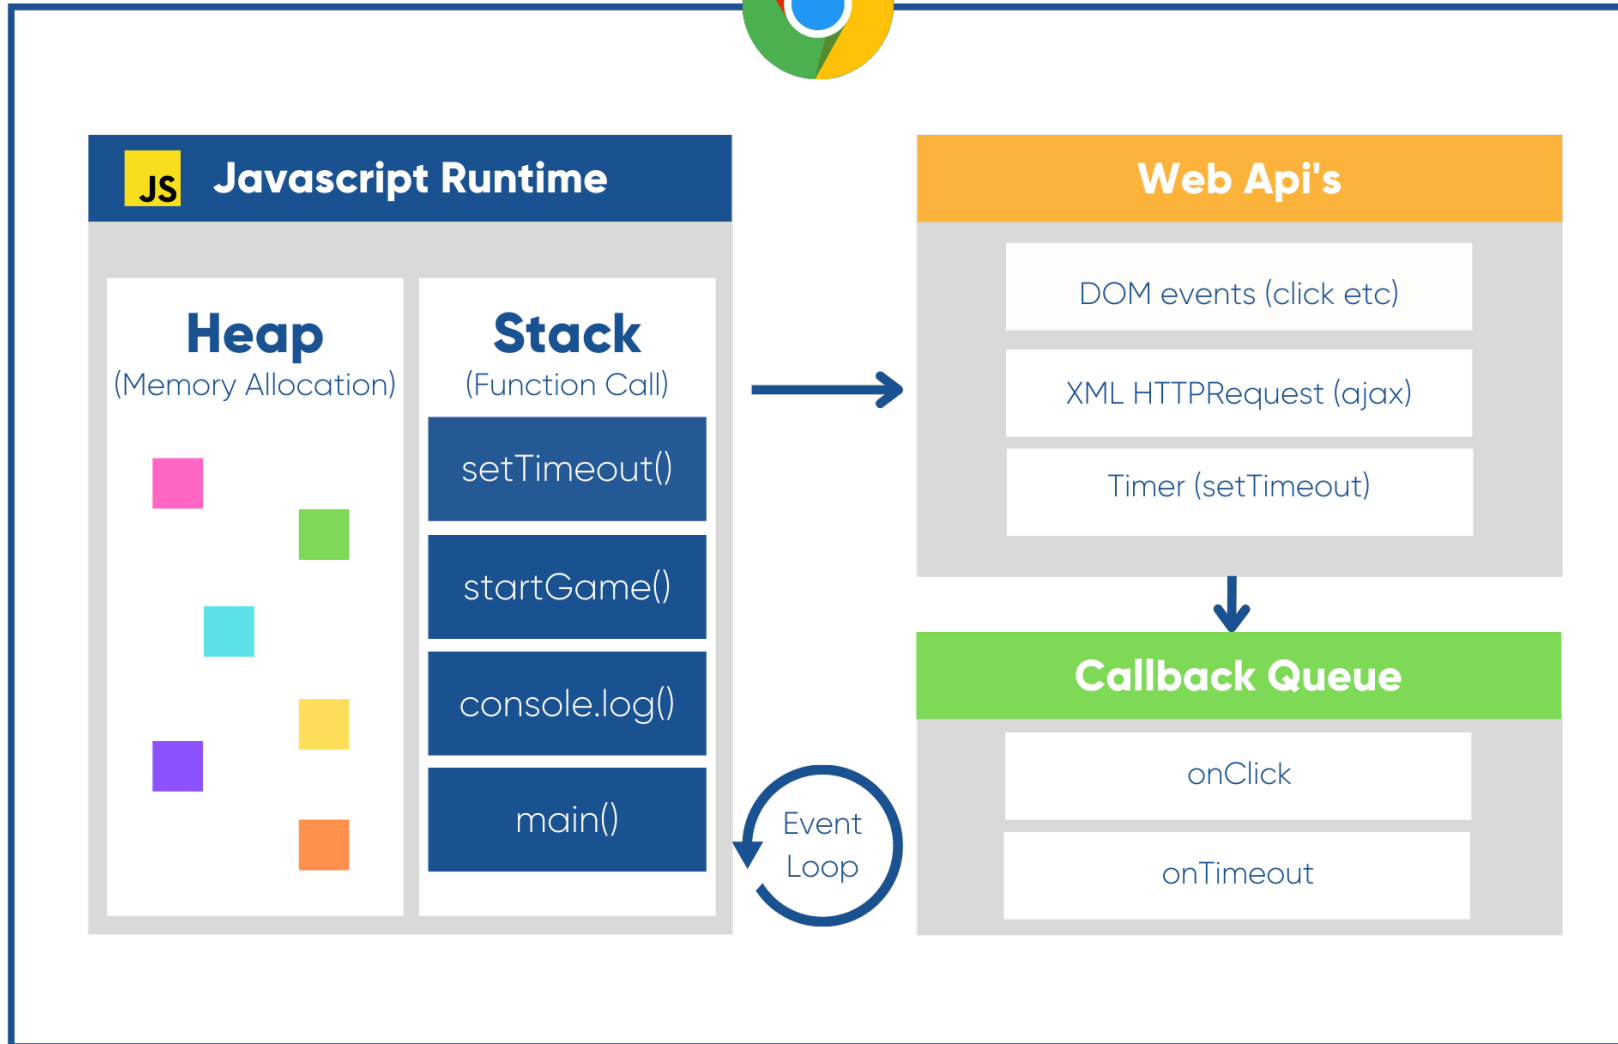 JS
Javascript Runtime
Heap
(Memory Allocation)
Stack
(Function Call)
setTimeout()
startGame()
console.log()
main()
Event
Loop
Web Api's
DOM events (click etc)
XML HTTPRequest (ajax)
Timer (setTimeout)
Callback Queue
onClick
onTimeout